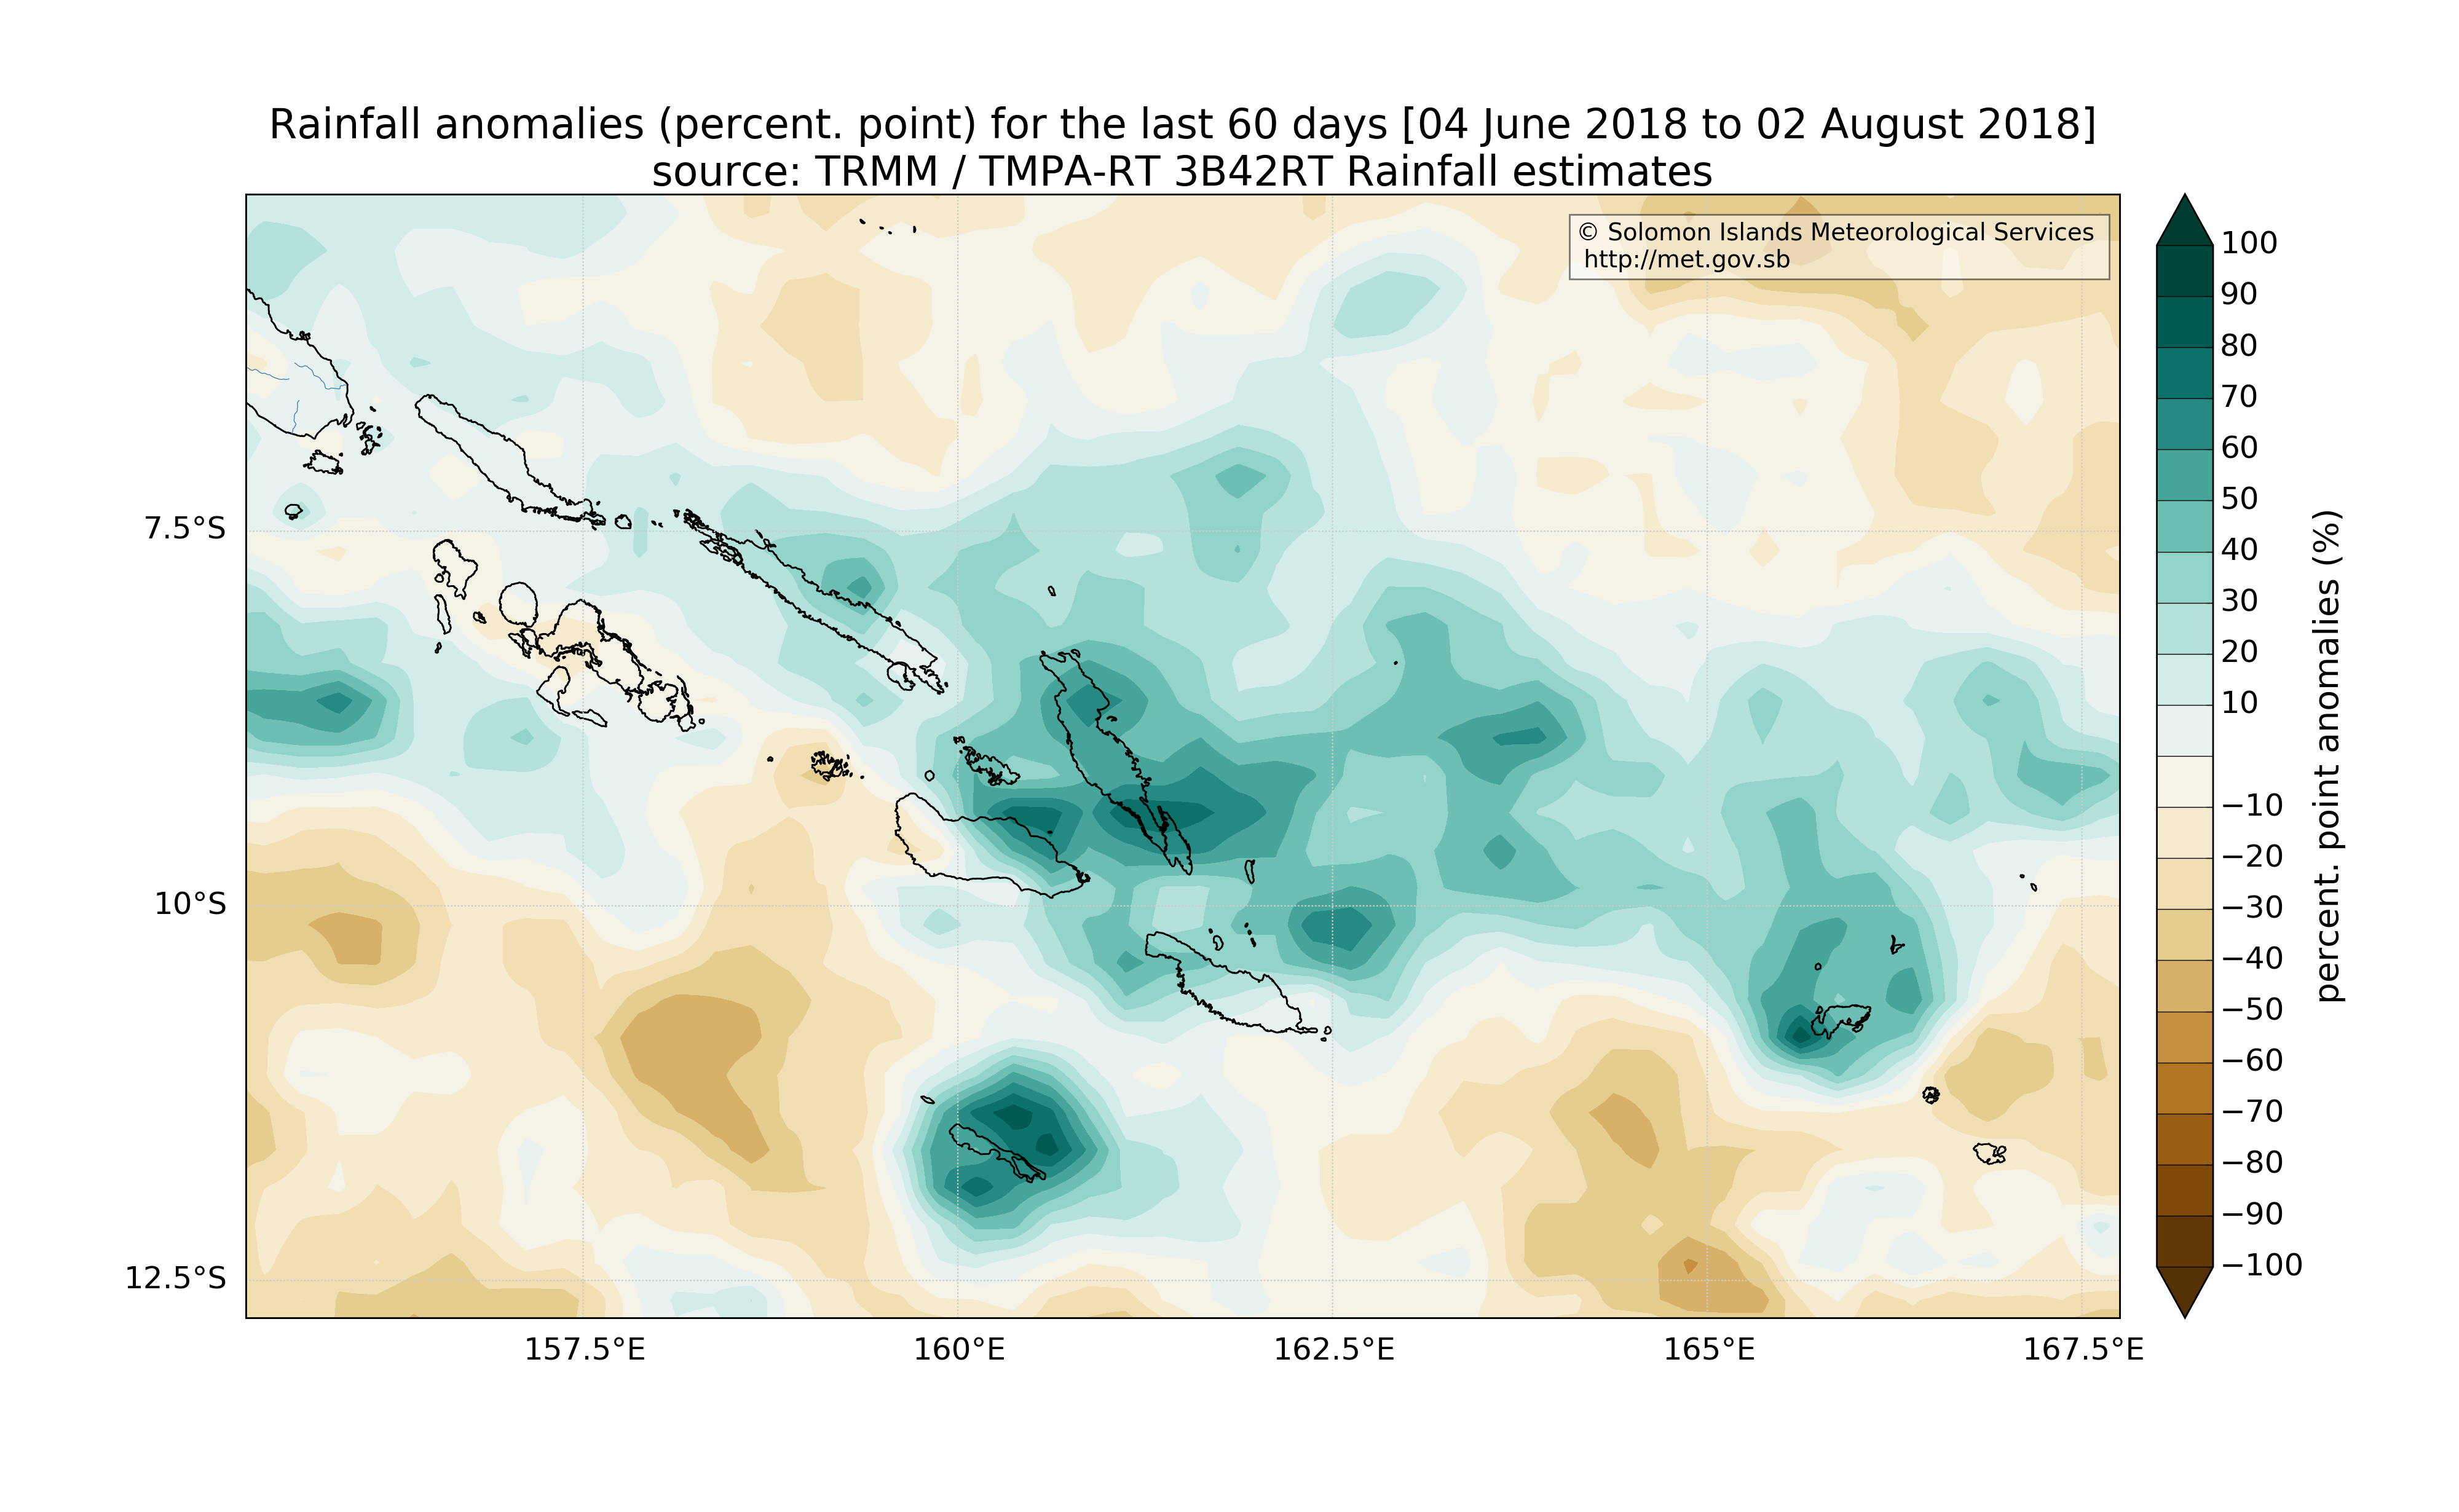 Rainfall anomalies (percent. point) for the last 60 days [04 June 2018 to 02 August 2018]
source: TRMM / TMPA-RT 3B42RT Rainfall estimates
© Solomon Islands Meteorological Services
http://met.gov.sb
7.5°S
10°S
12.5°S
157.5°E
160°E
162.5°E
165°E
167.5°E
100
90
80
70
60
50
40
30
20
10
−10
−20
−30
−40
−50
−60
−70
−80
−90
−100
percent. point anomalies (%)